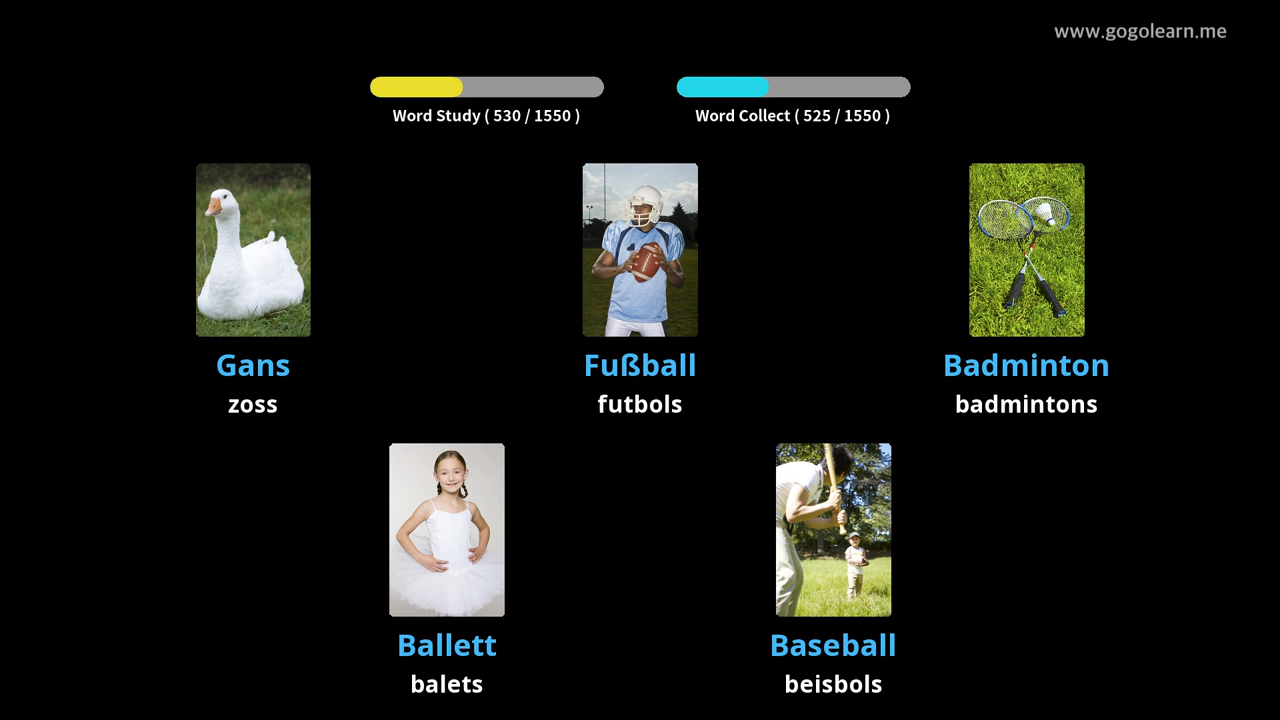 www.gogolearn.me
Word Study ( 530 / 1550 )
Word Collect ( 525 / 1550 )
Gans
Fußball
Badminton
zoss
futbols
badmintons
Ballett
Baseball
balets
beisbols